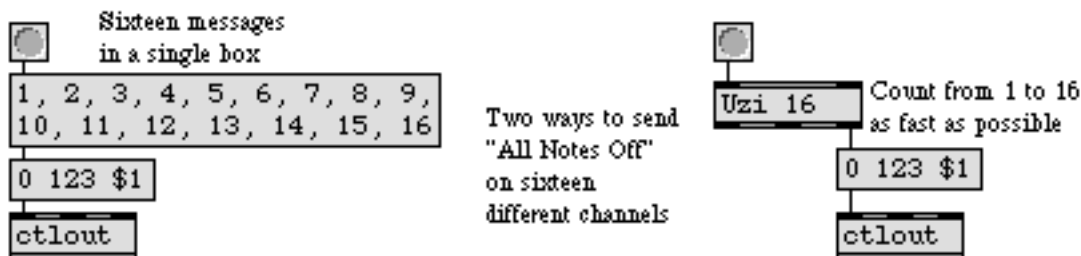 Sixteen messages
in a single box
1, 2, 3, 4, 5, 6, 7, 8, 9,
10, 11, 12, 13, 14, 15, 16
0 123 $1
ctlout
Two ways to send
"All Notes Off"
on sixteen
different channels
Uzi 16
Count from 1 to 16
as fast as possible
0 123 $1
ctlout